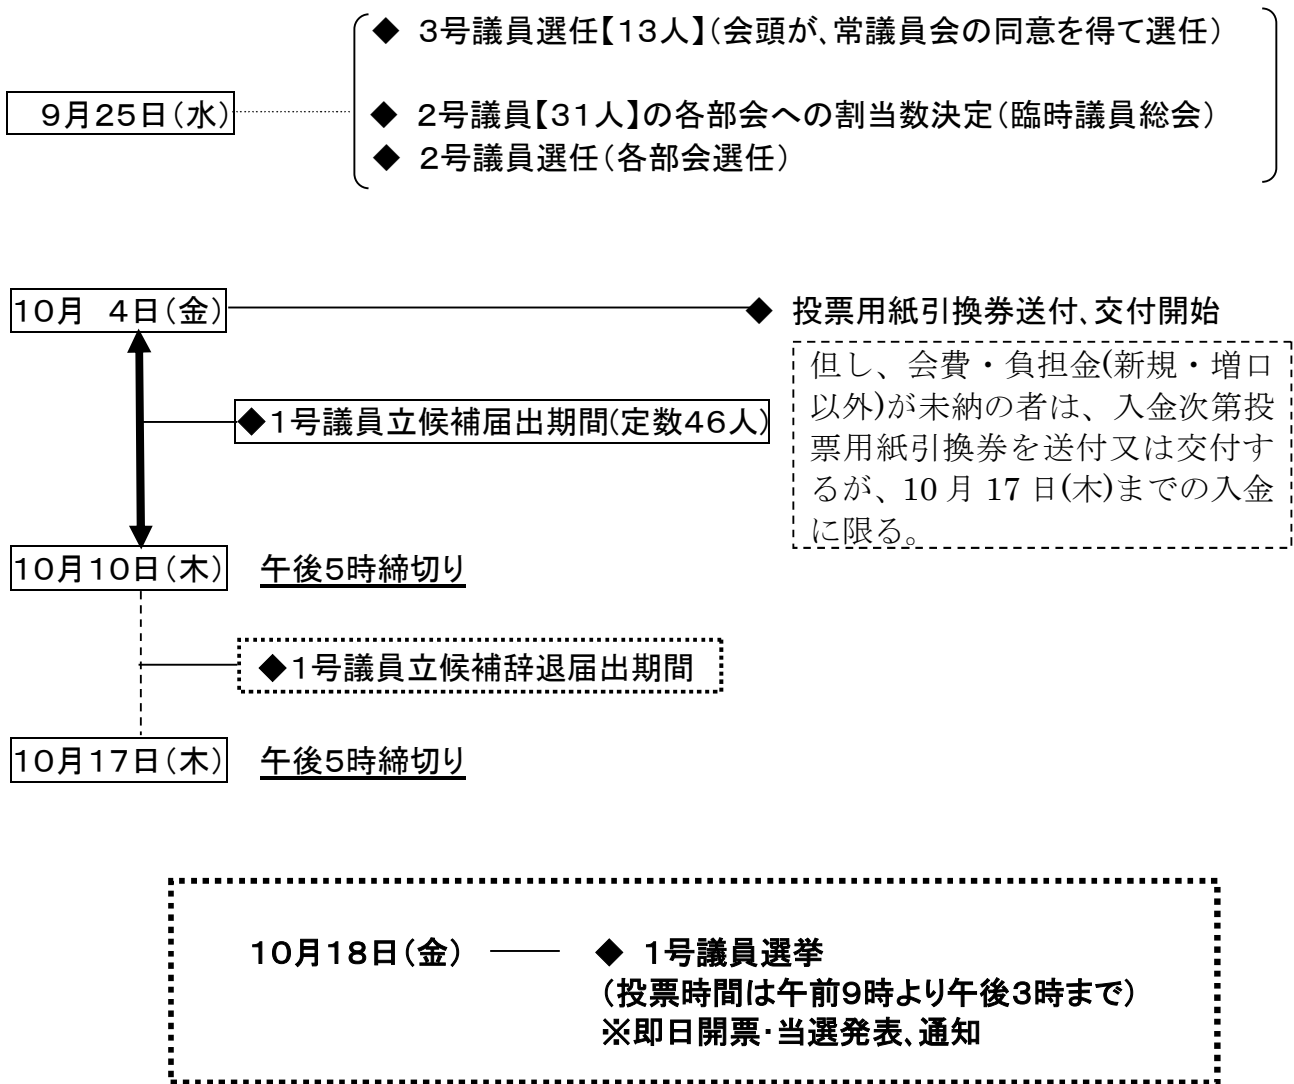 ◆ 3号議員選任【13人】（会頭が、常議員会の同意を得て選任）
9月25日（水）
◆ 2号議員【31人】の各部会への割当数決定（臨時議員総会）
◆ 2号議員選任（各部会選任）
10月 4日（金）
◆ 投票用紙引換券送付、交付開始
但し、会費・負担金(新規・増口
以外)が未納の者は、入金次第投
票用紙引換券を送付又は交付す
るが、10月17日(木)までの入金
に限る。
◆1号議員立候補届出期間(定数46人)
10月10日（木） 午後5時締切り
◆1号議員立候補辞退届出期間
10月17日（木） 午後5時締切り
10月18日（金） ◆ 1号議員選挙
（投票時間は午前9時より午後3時まで）
※即日開票・当選発表、通知